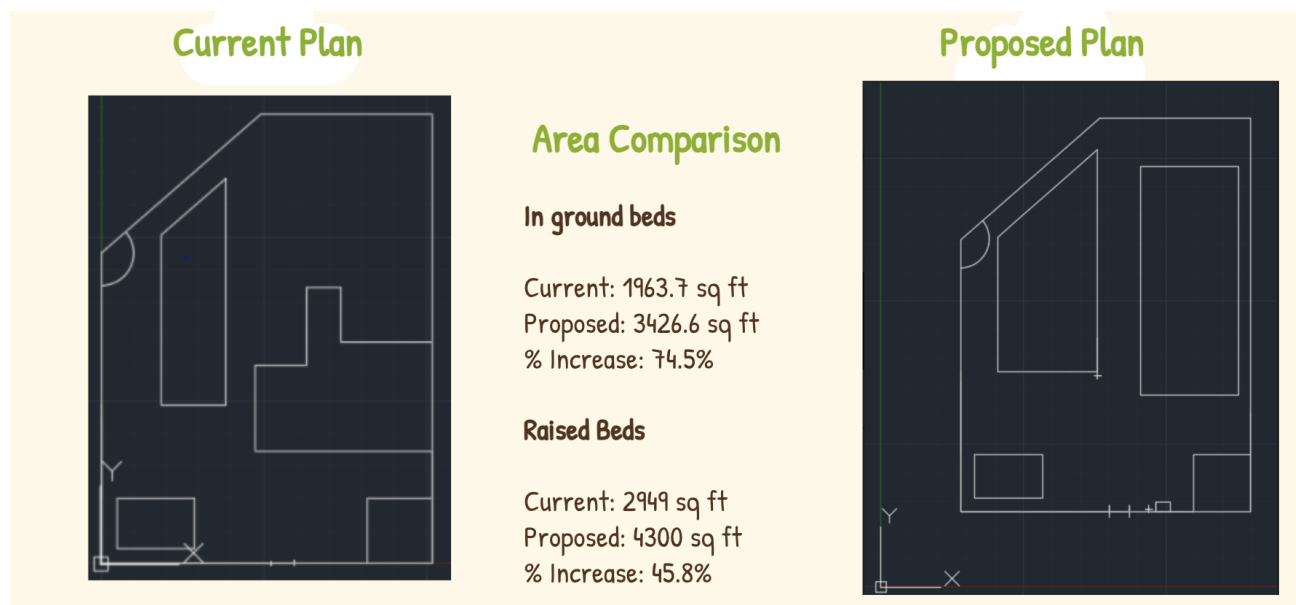 Current Plan
Proposed Plan
Area Comparison
In ground beds
Current: 1963.7 sq ft
Proposed: 3426.6 sq ft
% Increase: 74.5%
Raised Beds
Current: 2949 sq ft
Proposed: 4300 sq ft
% Increase: 45.8%
Y
X
Y
X